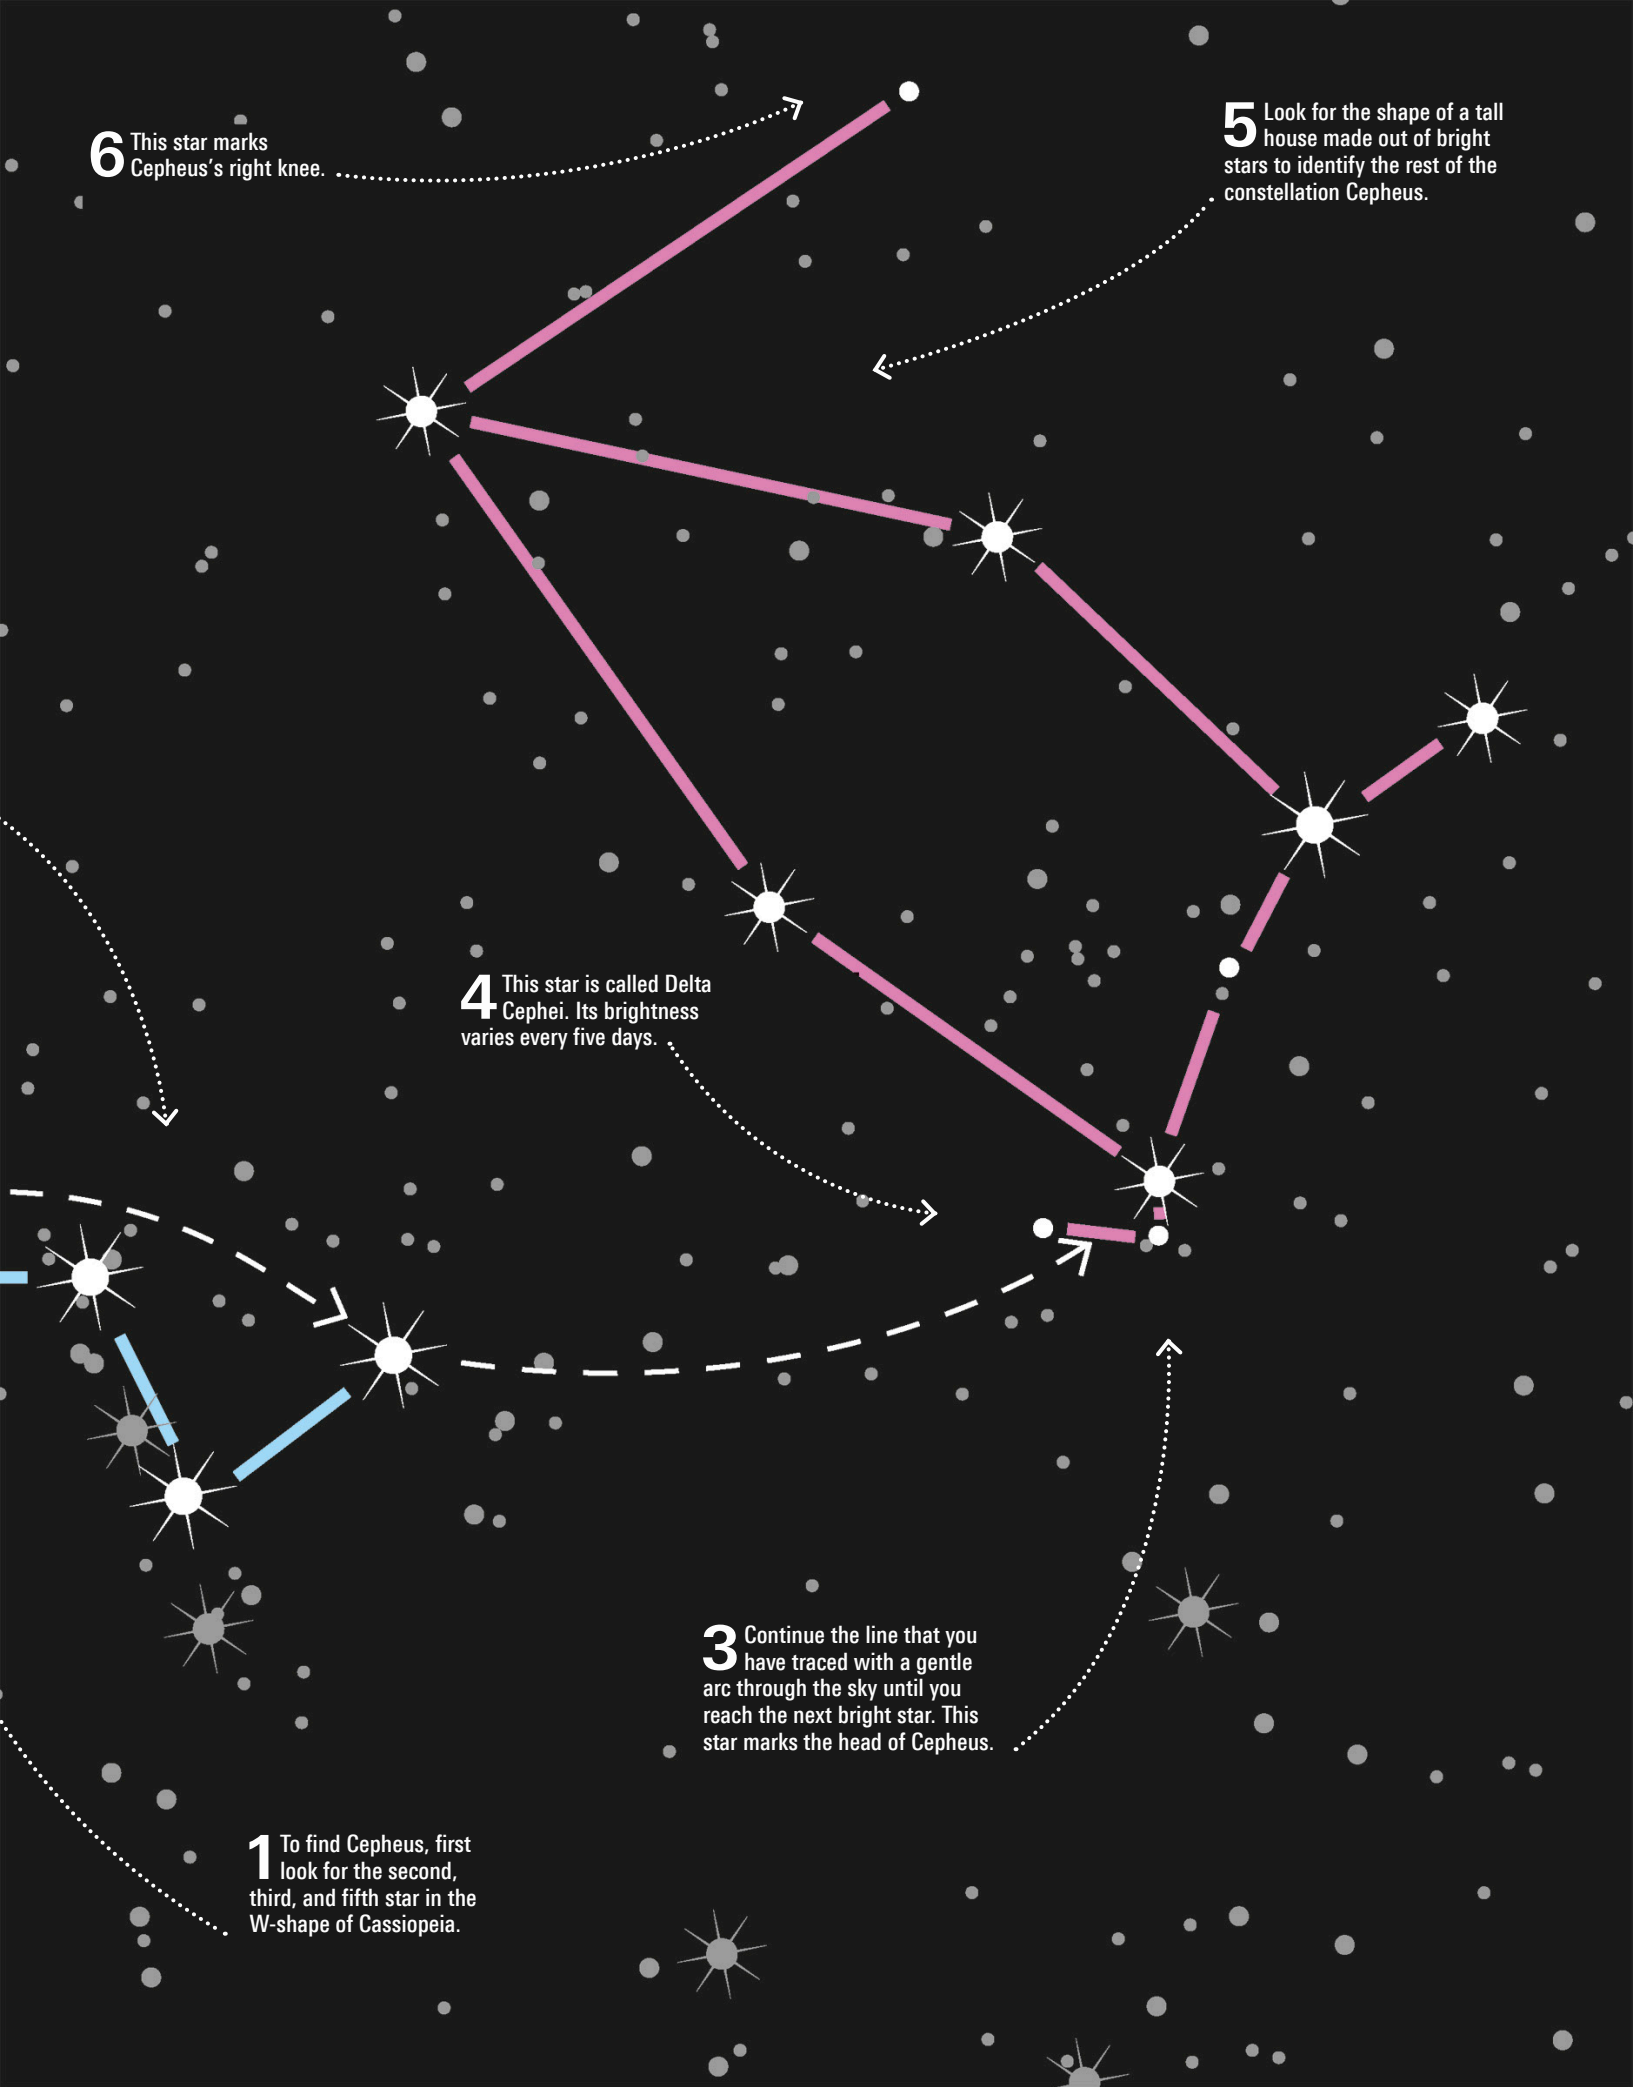 6 This star marks
Cepheus's right knee.
5 Look for the shape of a tall
house made out of bright
stars to identify the rest of the
constellation Cepheus.
4 This star is called Delta
Cephei. Its brightness
varies every five days.
3 Continue the line that you
have traced with a gentle
arc through the sky until you
reach the next bright star. This
star marks the head of Cepheus.
1 To find Cepheus, first
look for the second,
third, and fifth star in the
W-shape of Cassiopeia.